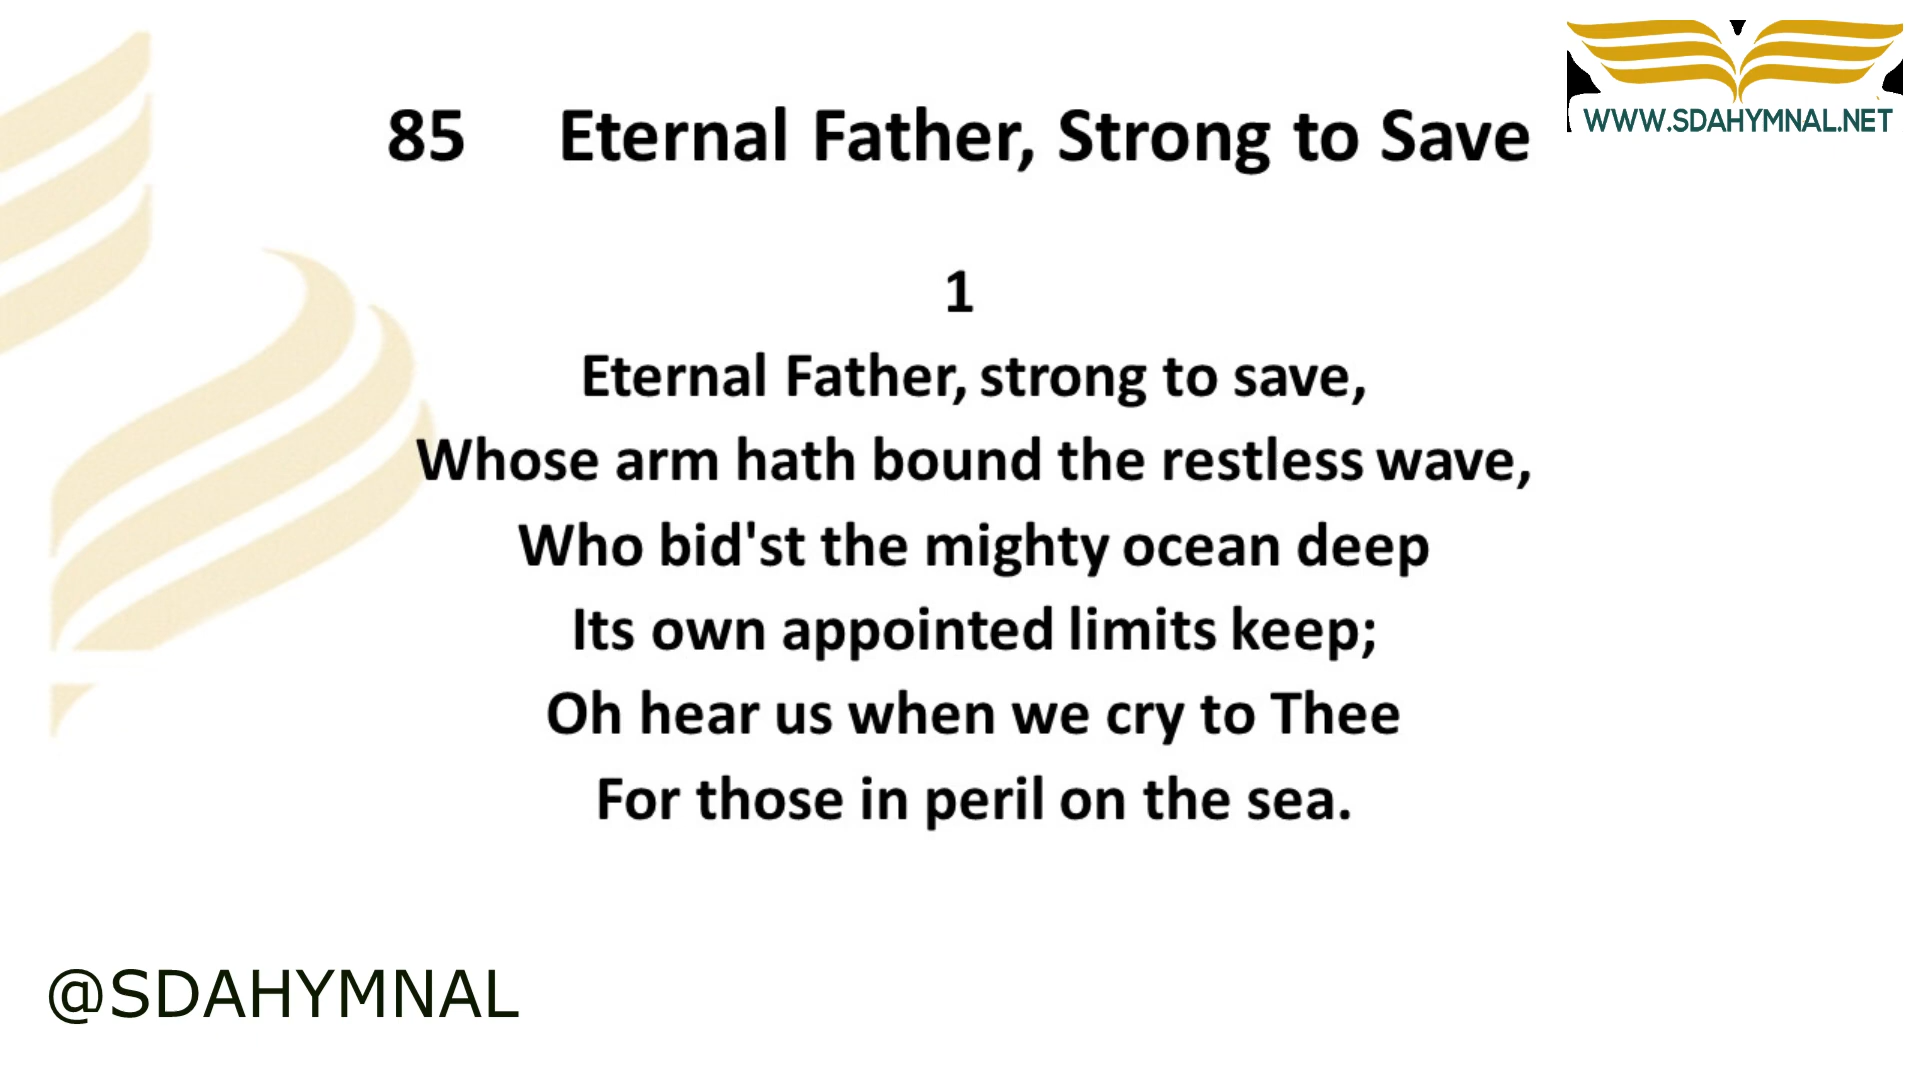 WWW.SDAHYMNAL.NET
85 Eternal Father, Strong to Save
1
Eternal Father, strong to save,
Whose arm hath bound the restless wave,
Who bid'st the mighty ocean deep
Its own appointed limits keep;
Oh hear us when we cry to Thee
For those in peril on the sea.
@SDAHYMNAL